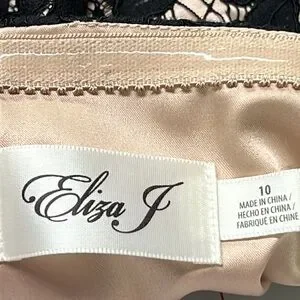 Eliza J
10
MADE IN CHINA /
HECHO EN CHINA /
FABRIQUÉ EN CHINE